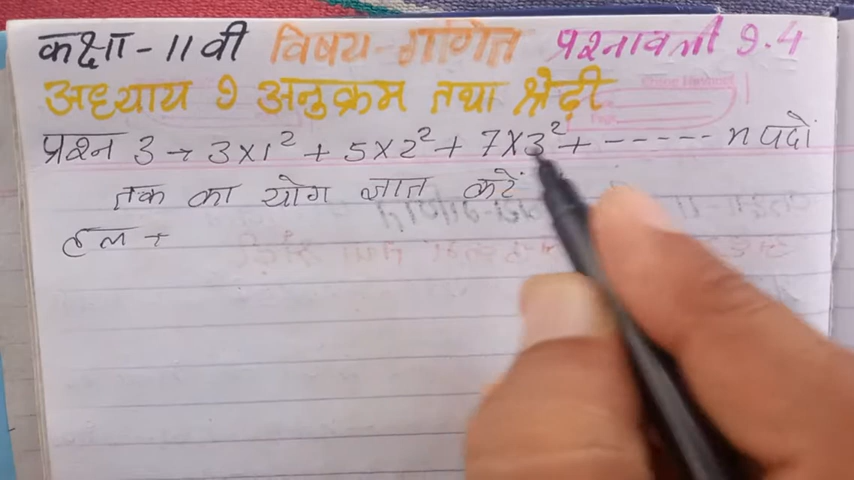 कक्षा - 11 वी विषय - गणित प्रश्नावली 9.4
अध्याय 9 अनुक्रम तथा श्रेढ़ी
प्रश्न 3 → 3×1² + 5×2² + 7×3² + ------ n पदों
तक का योग ज्ञात करें
हल →